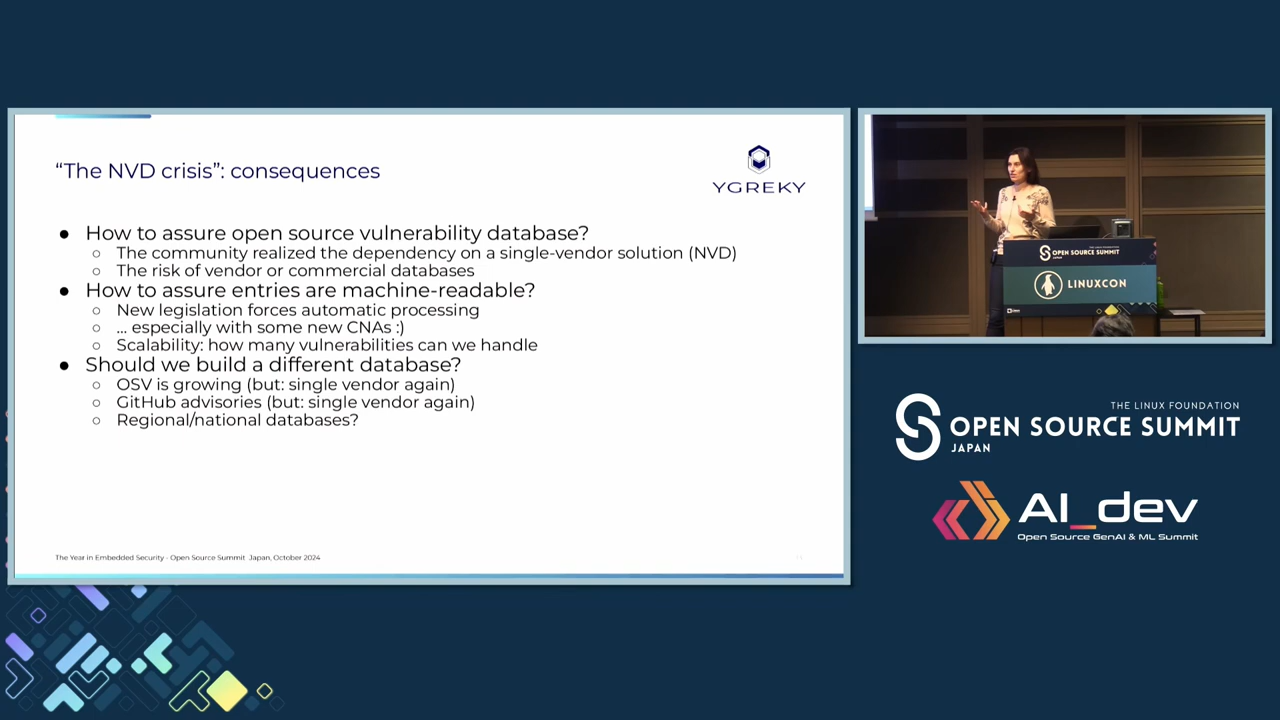 “The NVD crisis”: consequences
YGREKY
● How to assure open source vulnerability database?
○ The community realized the dependency on a single-vendor solution (NVD)
○ The risk of vendor or commercial databases
● How to assure entries are machine-readable?
○ New legislation forces automatic processing
○ ... especially with some new CNAs :)
○ Scalability: how many vulnerabilities can we handle
● Should we build a different database?
○ OSV is growing (but: single vendor again)
○ GitHub advisories (but: single vendor again)
○ Regional/national databases?
The Year in Embedded Security - Open Source Summit Japan, October 2024
THE LINUX FOUNDATION
OPEN SOURCE SUMMIT
JAPAN
LINUXCON
THE LINUX FOUNDATION
OPEN SOURCE SUMMIT
JAPAN
AI_dev
Open Source GenAI & ML Summit